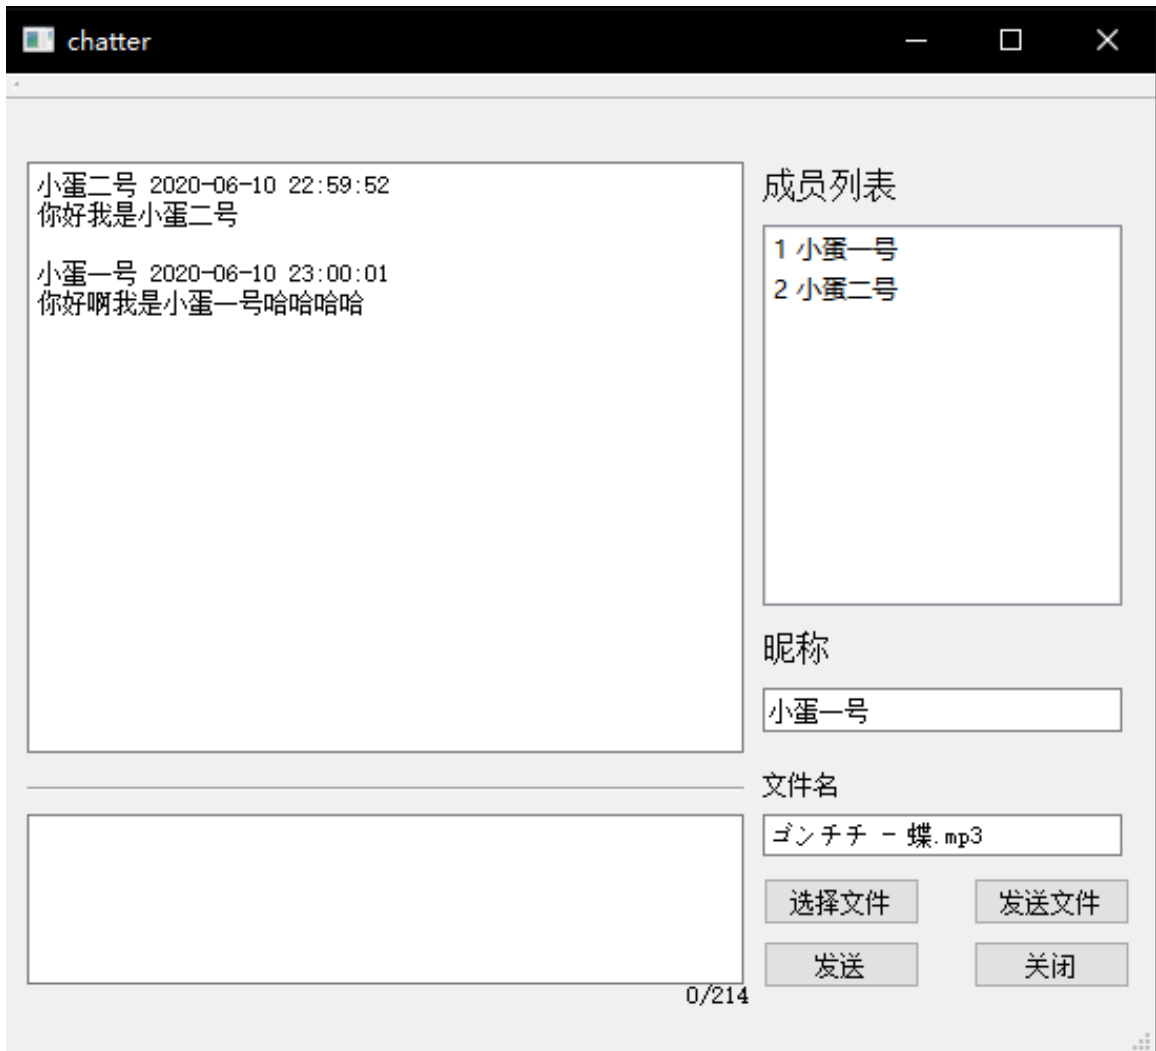 chatter
小蛋二号 2020-06-10 22:59:52
你好我是小蛋二号
小蛋一号 2020-06-10 23:00:01
你好啊我是小蛋一号哈哈哈哈
0/214
成员列表
1 小蛋一号
2 小蛋二号
昵称
小蛋一号
文件名
ゴンチチ - 蝶.mp3
选择文件 发送文件
发送 关闭